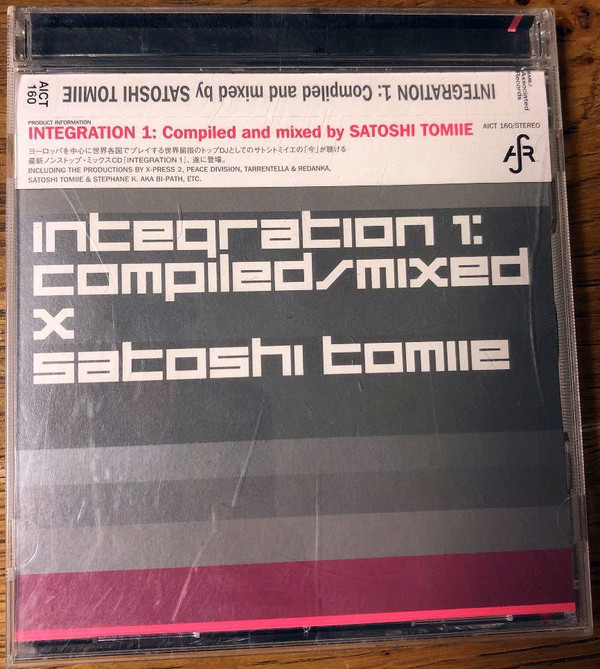 AICT 160
INTEGRATION 1: Compiled and mixed by SATOSHI TOMIIE
Associated
Records
PRODUCT INFORMATION
INTEGRATION 1: Compiled and mixed by SATOSHI TOMIIE
AICT 160/STEREO
ヨーロッパを中心に世界各国でプレイする世界屈指のトップDJとしてのサトシトミイエの「今」が聴ける
最新ノンストップ・ミックスCD「INTEGRATION 1」、遂に登場。
INCLUDING THE PRODUCTIONS BY X-PRESS 2, PEACE DIVISION, TARRENTELLA & REDANKA,
SATOSHI TOMIIE & STEPHANE K. AKA BI-PATH, ETC.
integration 1:
compiled/mixed
x
satoshi tomiie